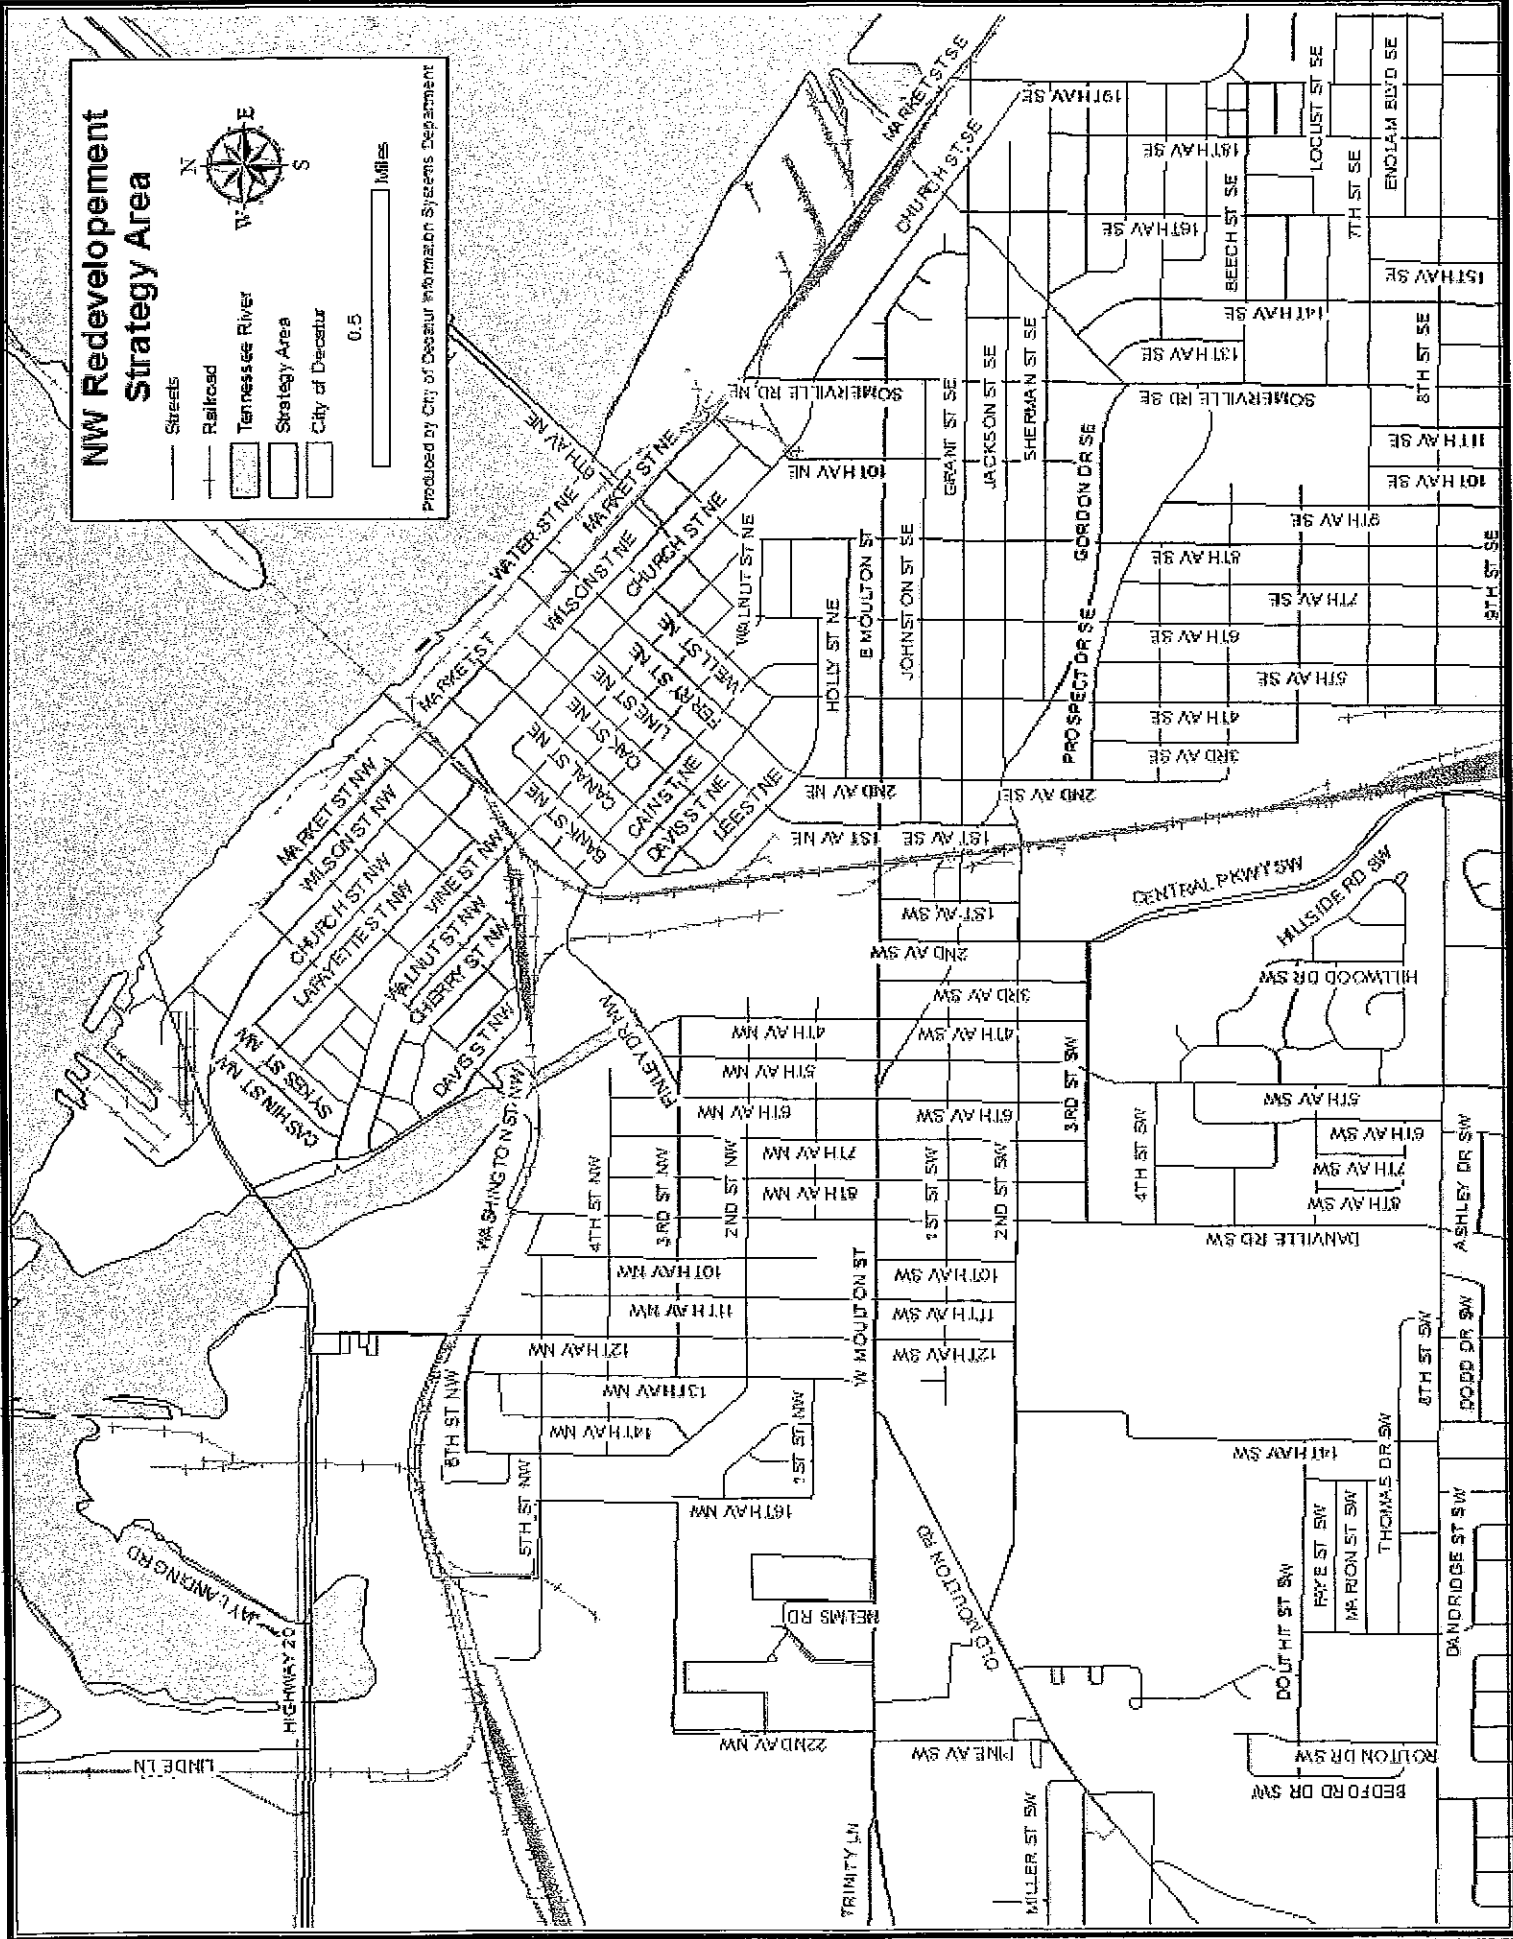 NW Redevelopement
Strategy Area
N
W
E
S
Streets
Railroad
Tennessee River
Strategy Area
City of Decatur
0.5
Miles
Produced by City of Decatur Information Systems Department
MARKET ST SE
CHURCH ST SE
19TH AV SE
18TH AV SE
16TH AV SE
LOCUST ST SE
7TH ST SE
BEECH ST SE
15TH AV SE
14TH AV SE
13TH AV SE
8TH ST SE
SOMERVILLE RD NE
SOMERVILLE RD SE
11TH AV SE
10TH AV SE
10TH AV NE
GRANT ST SE
JACKSON ST SE
SHERMAN ST SE
GORDON DR SE
PROSPECT DR SE
9TH AV SE
8TH AV SE
7TH AV SE
6TH AV SE
5TH AV SE
4TH AV SE
3RD AV SE
9TH ST SE
E MOULTON ST
JOHNSTON ST SE
HOLLY ST NE
WALNUT ST NE
6TH AV NE
WATER ST NE
MARKET ST NE
WILSON ST NE
CHURCH ST NE
MARKET ST
WELL ST NE
FERRY ST NE
LINE ST NE
OAK ST NE
CANAL ST NE
BANK ST NE
CAIN ST NE
DAVIS ST NE
LEE ST NE
2ND AV NE
2ND AV SE
1ST AV NE
1ST AV SE
1ST AV SW
2ND AV SW
3RD AV SW
CENTRAL PKWY SW
HILLSIDE RD SW
HILLWOOD DR SW
MARKET ST NW
WILSON ST NW
CHURCH ST NW
LAFAYETTE ST NW
VINE ST NW
WALNUT ST NW
CHERRY ST NW
DAVIS ST NW
SYKES ST NW
CASHIN ST NW
WASHINGTON ST NW
FINLEY DR NW
4TH AV NW
5TH AV NW
6TH AV NW
7TH AV NW
8TH AV NW
4TH AV SW
6TH AV SW
4TH ST NW
3RD ST NW
2ND ST NW
1ST ST SW
2ND ST SW
3RD ST SW
4TH ST SW
5TH AV SW
6TH AV SW
7TH AV SW
8TH AV SW
ASHLEY DR SW
DANVILLE RD SW
10TH AV NW
11TH AV NW
12TH AV NW
13TH AV NW
14TH AV NW
16TH AV NW
W MOULTON ST
10TH AV SW
11TH AV SW
12TH AV SW
14TH AV SW
6TH ST NW
5TH ST NW
1ST ST NW
8TH ST SW
DODD DR SW
THOMAS DR SW
MARION ST SW
FAYE ST SW
DOUTHIT ST SW
DANDRIDGE ST SW
OLD MOULTON RD
NELMS RD
22ND AV NW
PINE AV SW
ROUTON DR SW
BEDFORD DR SW
MILLER ST SW
TRINITY LN
JAY LANDING RD
HIGHWAY 20
LINDE LN